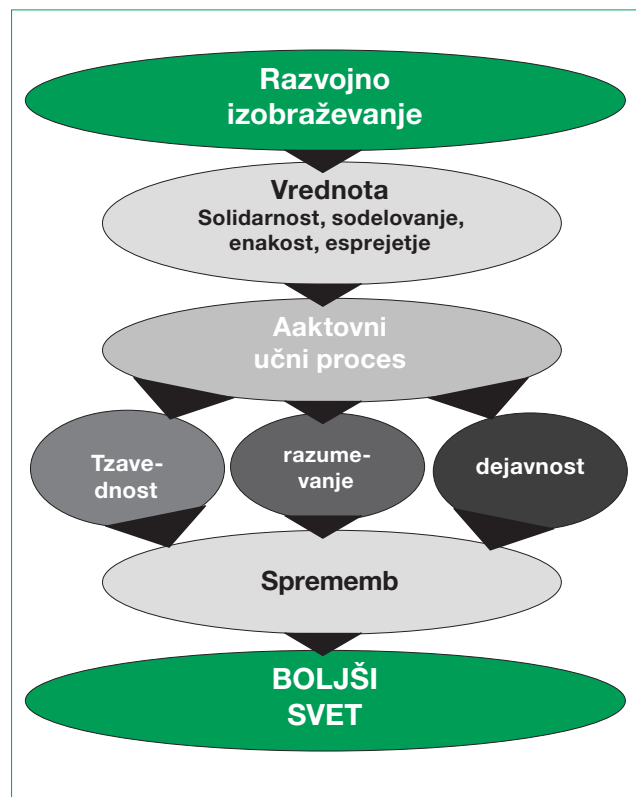 Razvojno
izobraževanje
Vrednota
Solidarnost, sodelovanje,
enakost, esprejetje
Aaktovni
učni proces
Tzave-
dnost
razume-
vanje
dejavnost
Sprememb
BOLJŠI
SVET